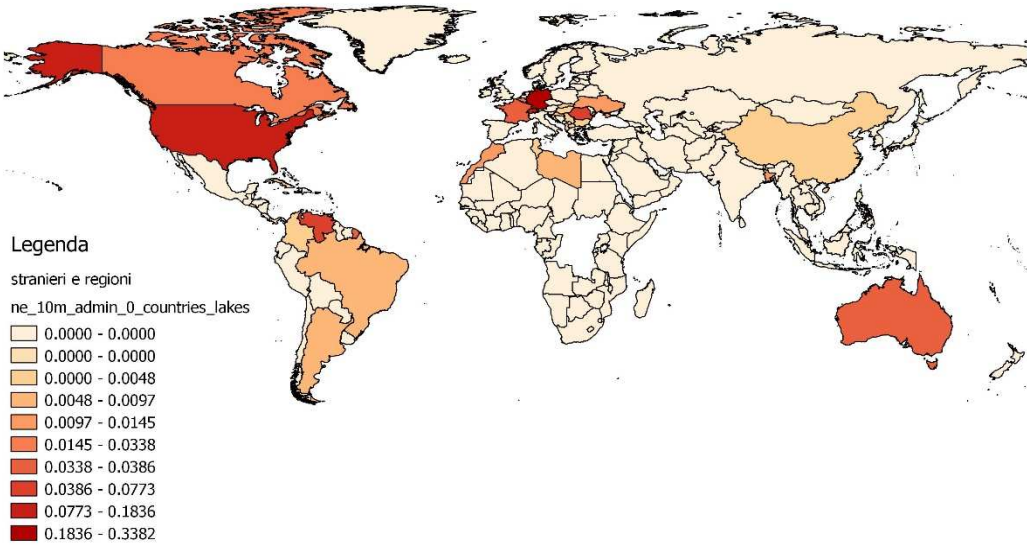 Legenda
stranieri e regioni
ne_10m_admin_0_countries_lakes
0.0000 - 0.0000
0.0000 - 0.0000
0.0000 - 0.0048
0.0048 - 0.0097
0.0097 - 0.0145
0.0145 - 0.0338
0.0338 - 0.0386
0.0386 - 0.0773
0.0773 - 0.1836
0.1836 - 0.3382